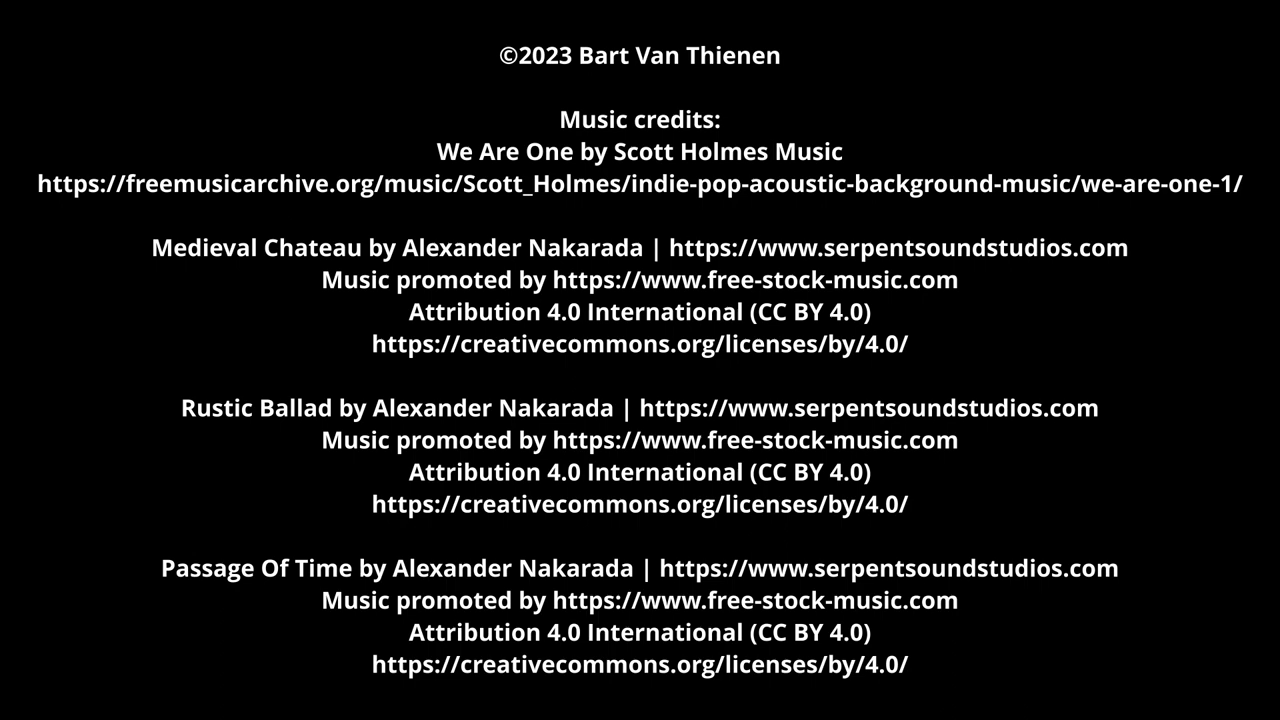 ©2023 Bart Van Thienen
Music credits:
We Are One by Scott Holmes Music
https://freemusicarchive.org/music/Scott_Holmes/indie-pop-acoustic-background-music/we-are-one-1/
Medieval Chateau by Alexander Nakarada | https://www.serpentsoundstudios.com
Music promoted by https://www.free-stock-music.com
Attribution 4.0 International (CC BY 4.0)
https://creativecommons.org/licenses/by/4.0/
Rustic Ballad by Alexander Nakarada | https://www.serpentsoundstudios.com
Music promoted by https://www.free-stock-music.com
Attribution 4.0 International (CC BY 4.0)
https://creativecommons.org/licenses/by/4.0/
Passage Of Time by Alexander Nakarada | https://www.serpentsoundstudios.com
Music promoted by https://www.free-stock-music.com
Attribution 4.0 International (CC BY 4.0)
https://creativecommons.org/licenses/by/4.0/